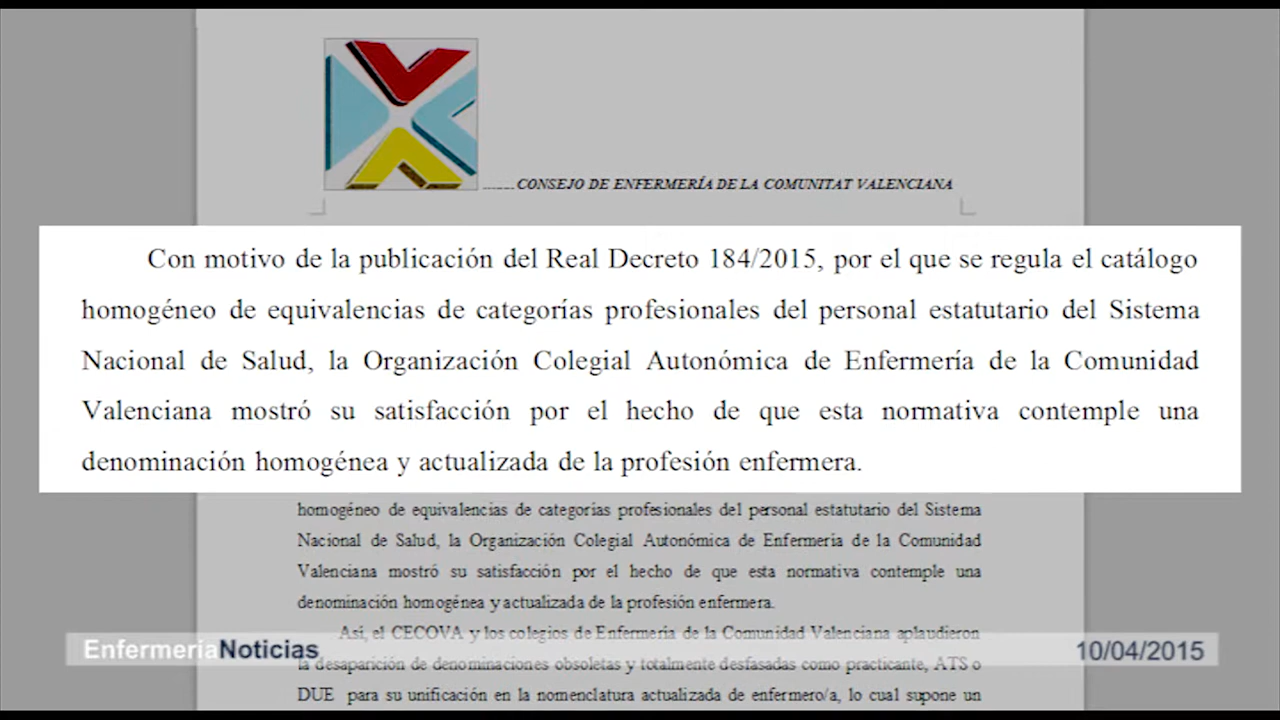 CONSEJO DE ENFERMERÍA DE LA COMUNITAT VALENCIANA
Con motivo de la publicación del Real Decreto 184/2015, por el que se regula el catálogo
homogéneo de equivalencias de categorías profesionales del personal estatutario del Sistema
Nacional de Salud, la Organización Colegial Autonómica de Enfermería de la Comunidad
Valenciana mostró su satisfacción por el hecho de que esta normativa contemple una
denominación homogénea y actualizada de la profesión enfermera.
homogéneo de equivalencias de categorías profesionales del personal estatutario del Sistema
Nacional de Salud, la Organización Colegial Autonómica de Enfermería de la Comunidad
Valenciana mostró su satisfacción por el hecho de que esta normativa contemple una
denominación homogénea y actualizada de la profesión enfermera.
Así, el CECOVA y los colegios de Enfermería de la Comunidad Valenciana aplaudieron
EnfermeriaNoticias 10/04/2015
la desaparición de denominaciones obsoletas y totalmente desfasadas como practicante, ATS o
DUE para su unificación en la nomenclatura actualizada de enfermero/a, lo cual supone un